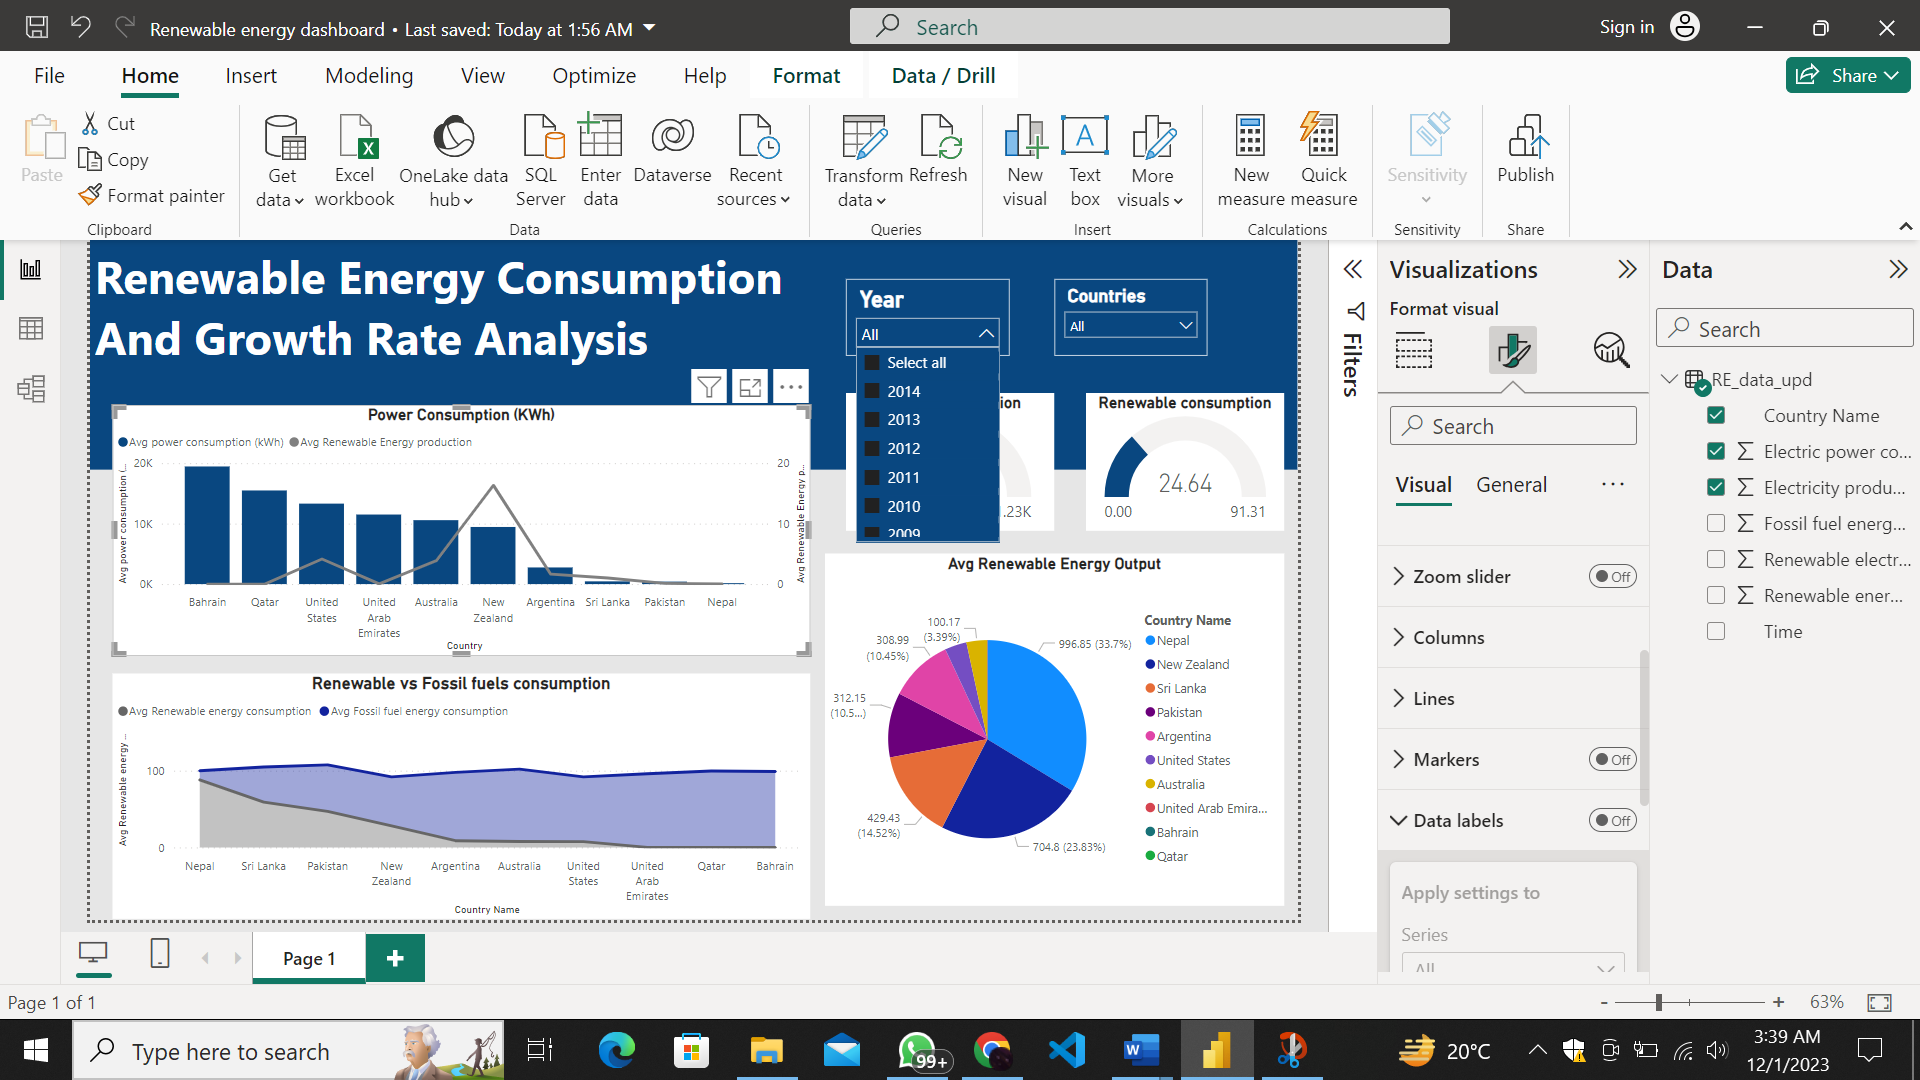 Renewable energy dashboard • Last saved: Today at 1:56 AM
Search
Sign in
File
Home
Insert
Modeling
View
Optimize
Help
Format
Data / Drill
Share
Paste
Cut
Copy
Format painter
Clipboard
Get data
Excel workbook
OneLake data hub
SQL Server
Enter data
Dataverse
Recent sources
Data
Transform data
Refresh
Queries
New visual
Text box
More visuals
Insert
New measure
Quick measure
Calculations
Sensitivity
Sensitivity
Publish
Share
Renewable Energy Consumption
And Growth Rate Analysis
Year
All
Select all
2014
2013
2012
2011
2010
2009
Countries
All
Power Consumption (KWh)
Avg power consumption (kWh)
Avg Renewable Energy production
Avg power consumption (...
20K
10K
0K
20
10
0
Avg Renewable Energy p...
Bahrain
Qatar
United States
United Arab Emirates
Australia
New Zealand
Argentina
Sri Lanka
Pakistan
Nepal
Country
.23K
Renewable consumption
24.64
0.00
91.31
Renewable vs Fossil fuels consumption
Avg Renewable energy consumption
Avg Fossil fuel energy consumption
Avg Renewable energy ...
100
0
Nepal
Sri Lanka
Pakistan
New Zealand
Argentina
Australia
United States
United Arab Emirates
Qatar
Bahrain
Country Name
Avg Renewable Energy Output
100.17 (3.39%)
308.99 (10.45%)
312.15 (10.5...)
429.43 (14.52%)
996.85 (33.7%)
704.8 (23.83%)
Country Name
Nepal
New Zealand
Sri Lanka
Pakistan
Argentina
United States
Australia
United Arab Emira...
Bahrain
Qatar
Filters
Visualizations
Format visual
Search
Visual
General
Zoom slider
Off
Columns
Lines
Markers
Off
Data labels
Off
Apply settings to
Series
All
Data
Search
RE_data_upd
Country Name
Electric power co...
Electricity produ...
Fossil fuel energ...
Renewable electr...
Renewable ener...
Time
Page 1
Page 1 of 1
63%
Type here to search
99+
20°C
3:39 AM
12/1/2023